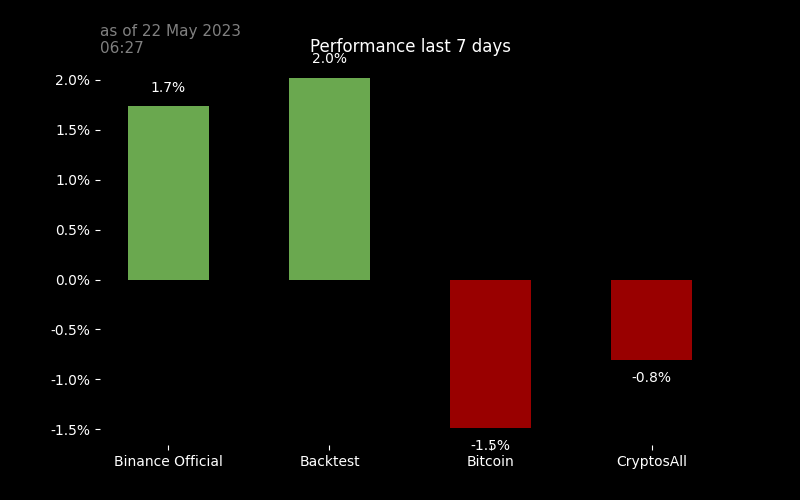 as of 22 May 2023
06:27
Performance last 7 days
2.0%
1.5%
1.0%
0.5%
0.0%
-0.5%
-1.0%
-1.5%
1.7%
2.0%
-1.5%
-0.8%
Binance Official
Backtest
Bitcoin
CryptosAll